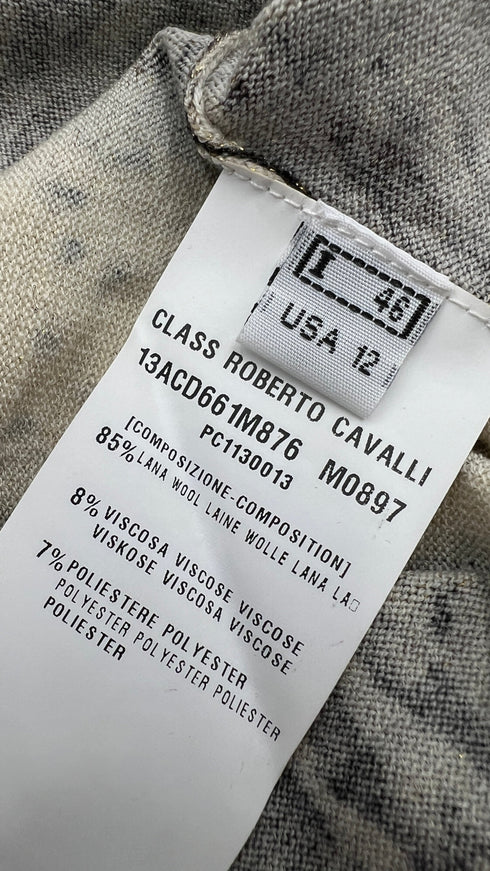 I 46
USA 12
CLASS ROBERTO CAVALLI
13ACD661M876 M0897
PC1130013
[COMPOSIZIONE-COMPOSITION]
85% LANA WOOL LAINE WOLLE LANA LA□
8% VISCOSA VISCOSE VISCOSE
VISKOSE VISCOSA VISCOSE
7% POLIESTERE POLYESTER
POLYESTER POLYESTER POLIESTER
POLIESTER